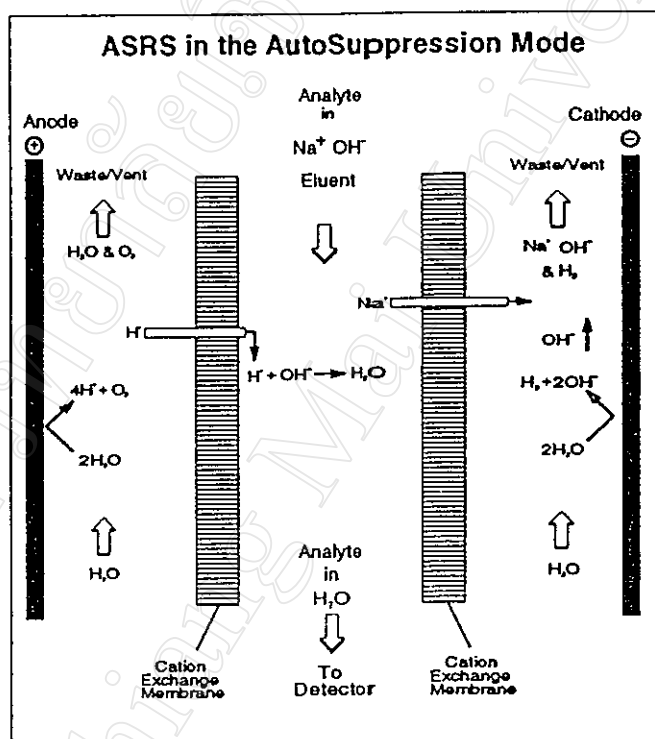 ASRS in the AutoSuppression Mode
Analyte
in
Na⁺ OH⁻
Eluent
Anode
+
Waste/Vent
H₂O & O₂
H⁺
H⁺ + OH⁻ → H₂O
4H⁺ + O₂
2H₂O
H₂O
Cation
Exchange
Membrane
Analyte
in
H₂O
To
Detector
Cathode
−
Waste/Vent
Na⁺ OH⁻
& H₂
Na⁺
OH⁻
H₂ + 2OH⁻
2H₂O
H₂O
Cation
Exchange
Membrane